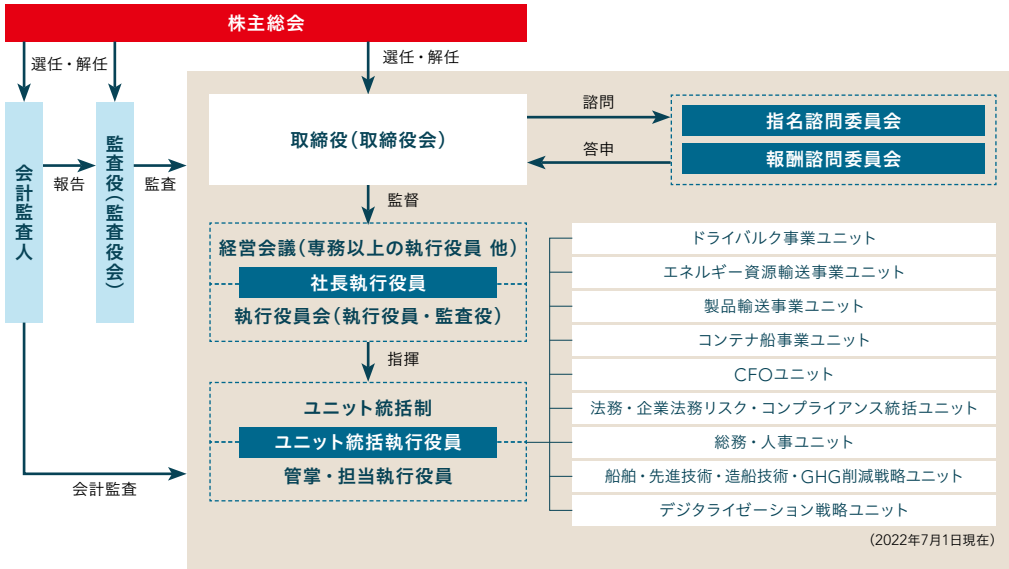 株主総会
選任・解任
選任・解任
会計監査人
報告
監査役(監査役会)
監査
取締役(取締役会)
諮問
答申
指名諮問委員会
報酬諮問委員会
監督
経営会議(専務以上の執行役員 他)
社長執行役員
執行役員会(執行役員・監査役)
指揮
ユニット統括制
ユニット統括執行役員
管掌・担当執行役員
会計監査
ドライバルク事業ユニット
エネルギー資源輸送事業ユニット
製品輸送事業ユニット
コンテナ船事業ユニット
CFOユニット
法務・企業法務リスク・コンプライアンス統括ユニット
総務・人事ユニット
船舶・先進技術・造船技術・GHG削減戦略ユニット
デジタライゼーション戦略ユニット
(2022年7月1日現在)